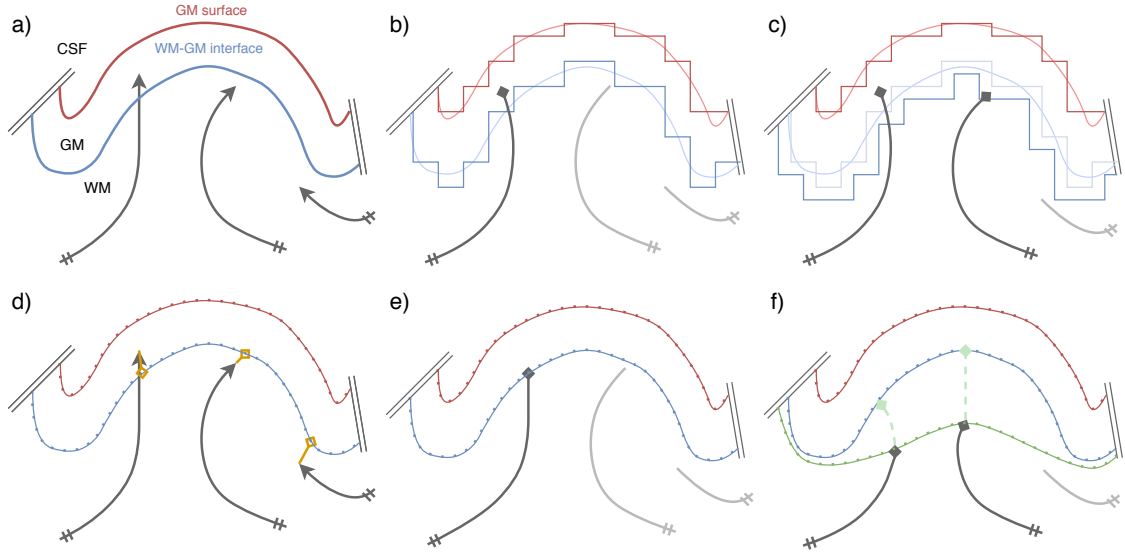 a)
GM surface
CSF
WM-GM interface
GM
WM
b)
c)
d)
e)
f)